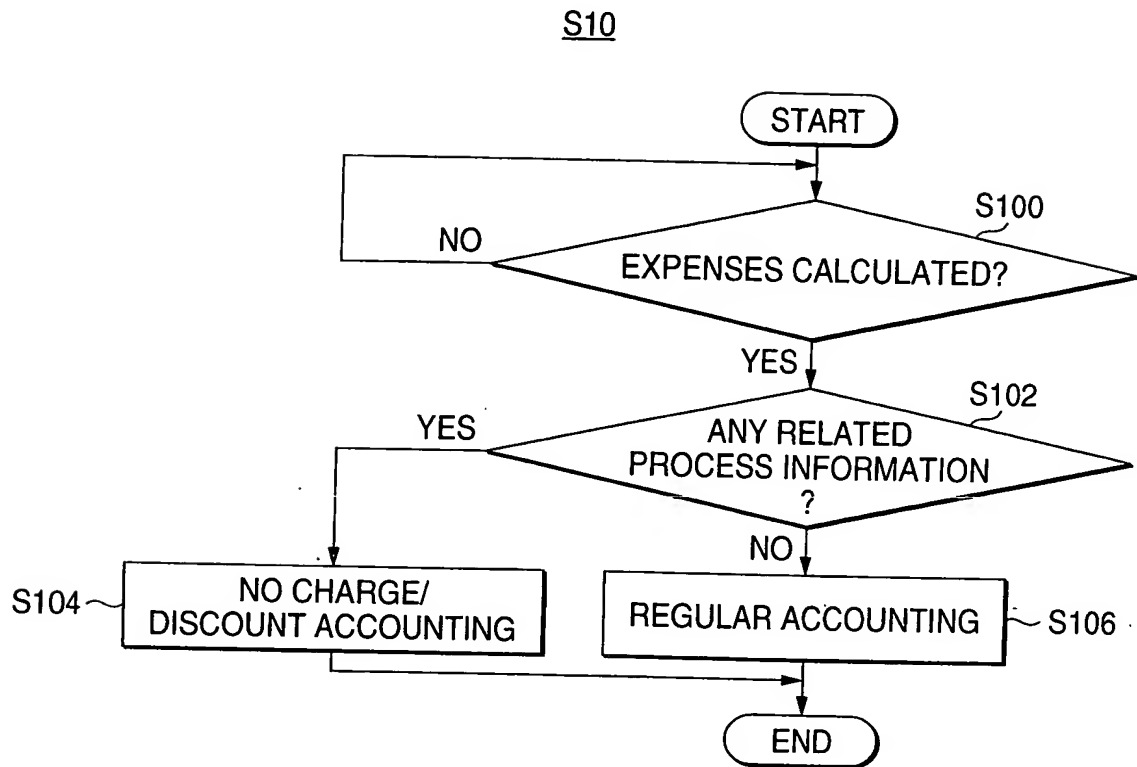 S10
START
S100
NO
EXPENSES CALCULATED?
YES
S102
YES
ANY RELATED
PROCESS INFORMATION
?
NO
S104
NO CHARGE/
DISCOUNT ACCOUNTING
REGULAR ACCOUNTING
S106
END